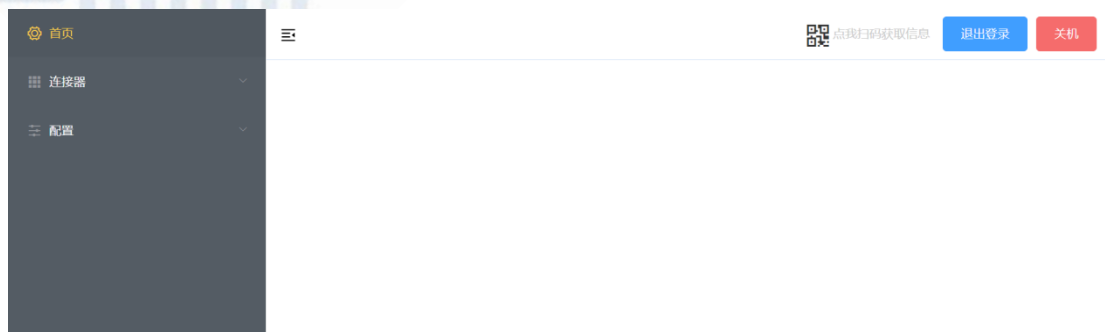 首页
点我扫码获取信息
退出登录
关机
连接器
配置